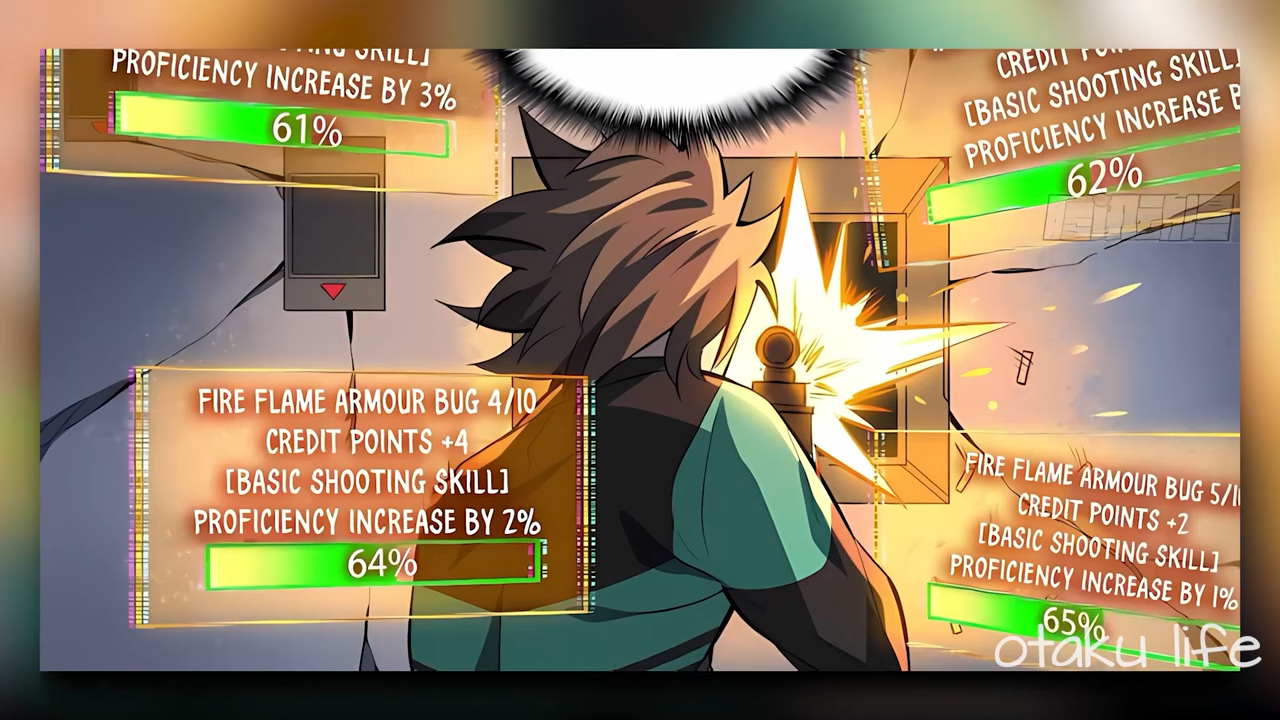 SKILL]
PROFICIENCY INCREASE BY 3%
61%
CREDIT
[BASIC SHOOTING SKILL]
PROFICIENCY INCREASE
62%
FIRE FLAME ARMOUR BUG 4/10
CREDIT POINTS +4
[BASIC SHOOTING SKILL]
PROFICIENCY INCREASE BY 2%
64%
FIRE FLAME ARMOUR BUG 5/1
CREDIT POINTS +2
[BASIC SHOOTING SKILL]
PROFICIENCY INCREASE BY 1%
65%
otaku life